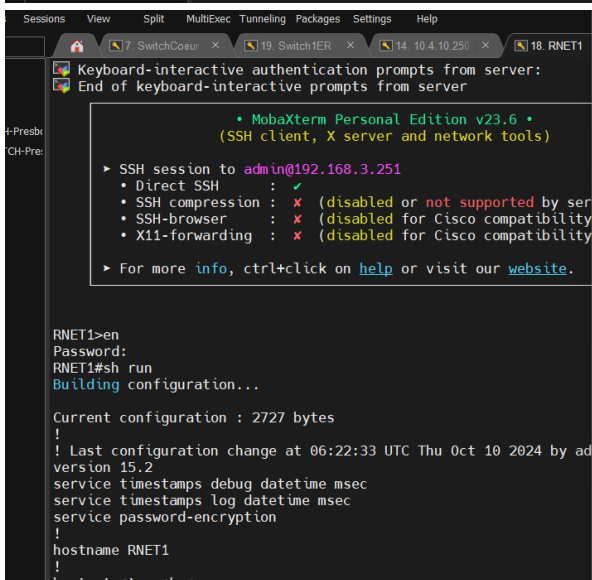 Sessions View Split MultiExec Tunneling Packages Settings Help
7. SwitchCoeur 19. Switch1ER 14. 10.4.10.250 18. RNET1
Keyboard-interactive authentication prompts from server:
End of keyboard-interactive prompts from server
• MobaXterm Personal Edition v23.6 •
(SSH client, X server and network tools)
➤ SSH session to admin@192.168.3.251
• Direct SSH : ✔
• SSH compression : ✘ (disabled or not supported by ser
• SSH-browser : ✘ (disabled for Cisco compatibility
• X11-forwarding : ✘ (disabled for Cisco compatibility
➤ For more info, ctrl+click on help or visit our website.
RNET1>en
Password:
RNET1#sh run
Building configuration...
Current configuration : 2727 bytes
!
! Last configuration change at 06:22:33 UTC Thu Oct 10 2024 by ad
version 15.2
service timestamps debug datetime msec
service timestamps log datetime msec
service password-encryption
!
hostname RNET1
!